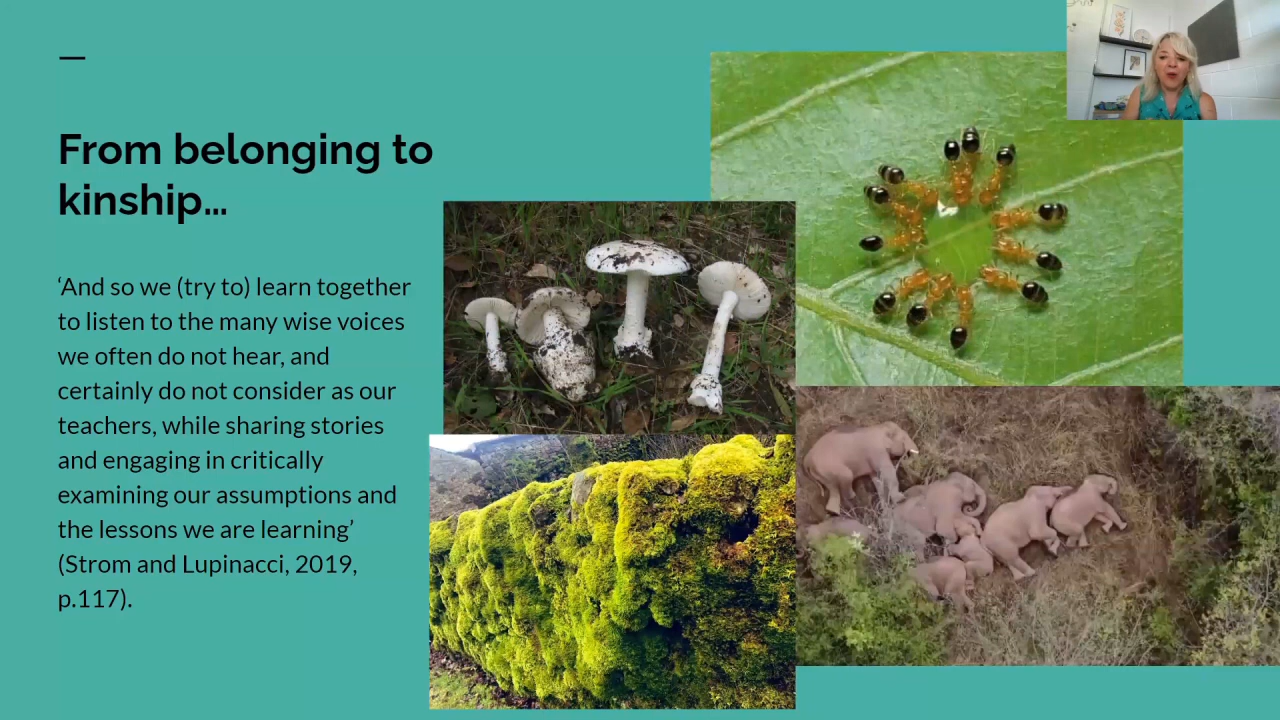 From belonging to
kinship…
‘And so we (try to) learn together
to listen to the many wise voices
we often do not hear, and
certainly do not consider as our
teachers, while sharing stories
and engaging in critically
examining our assumptions and
the lessons we are learning’
(Strom and Lupinacci, 2019,
p.117).